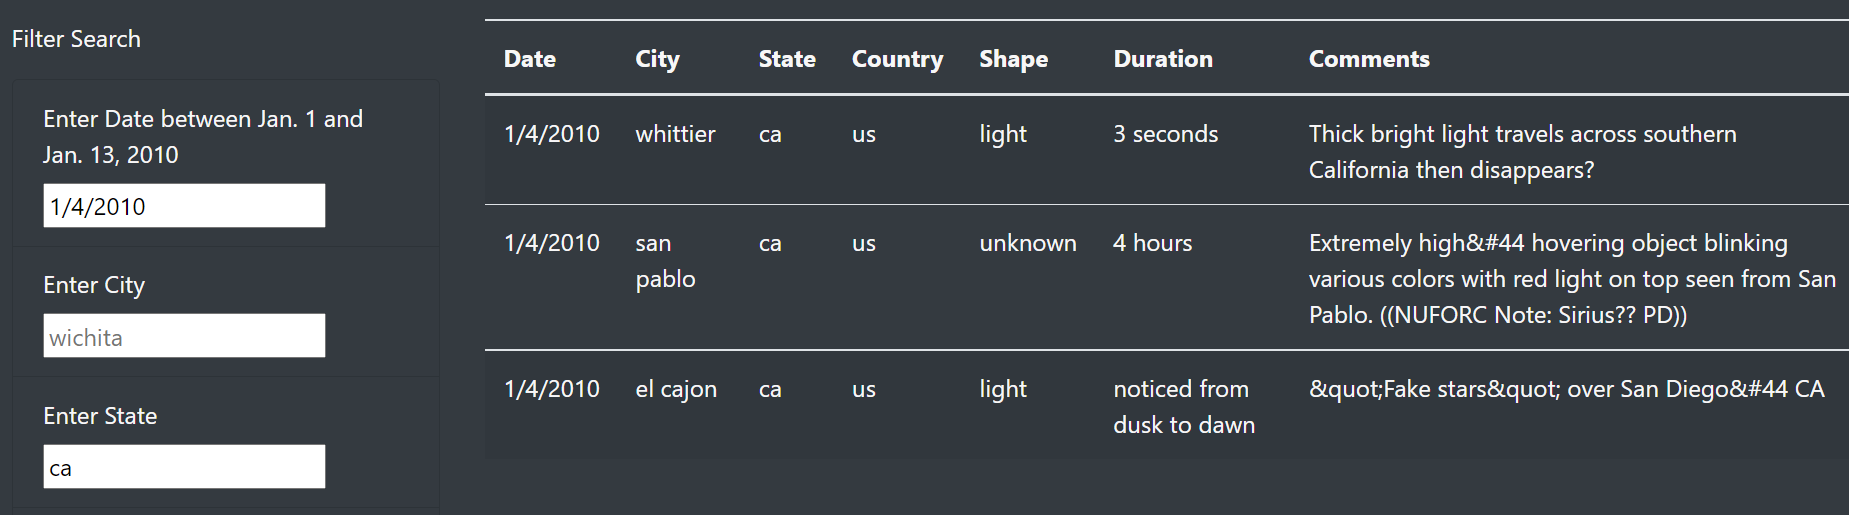 Filter Search
Enter Date between Jan. 1 and
Jan. 13, 2010
1/4/2010
Enter City
wichita
Enter State
ca
Date City State Country Shape Duration Comments
1/4/2010 whittier ca us light 3 seconds Thick bright light travels across southern
California then disappears?
1/4/2010 san ca us unknown 4 hours Extremely high&#44 hovering object blinking
pablo various colors with red light on top seen from San
Pablo. ((NUFORC Note: Sirius?? PD))
1/4/2010 el cajon ca us light noticed from &quot;Fake stars&quot; over San Diego&#44 CA
dusk to dawn